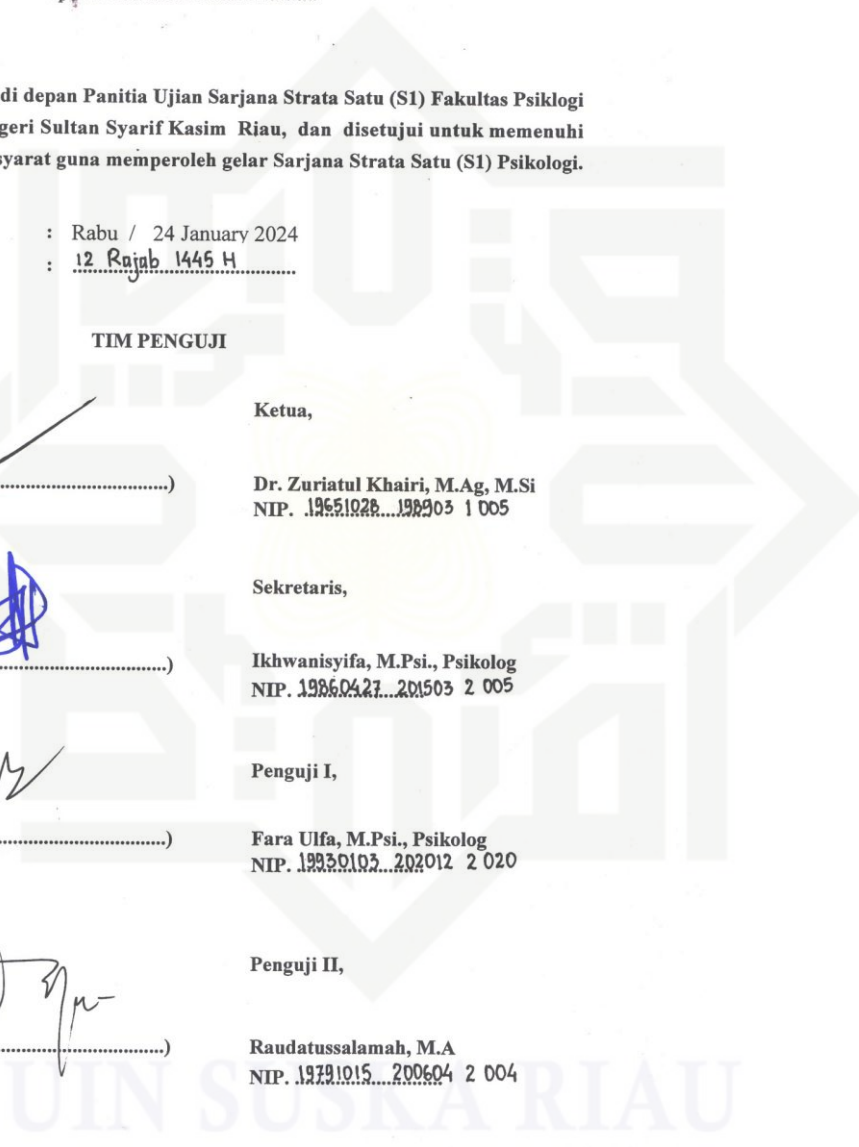 di depan Panitia Ujian Sarjana Strata Satu (S1) Fakultas Psiklogi
geri Sultan Syarif Kasim Riau, dan disetujui untuk memenuhi
syarat guna memperoleh gelar Sarjana Strata Satu (S1) Psikologi.
: Rabu / 24 January 2024
: 12 Rajab 1445 H
TIM PENGUJI
Ketua,
Dr. Zuriatul Khairi, M.Ag, M.Si
NIP. 19651028 198903 1 005
Sekretaris,
Ikhwanisyifa, M.Psi., Psikolog
NIP. 19860427 201503 2 005
Penguji I,
Fara Ulfa, M.Psi., Psikolog
NIP. 19930103 202012 2 020
Penguji II,
Raudatussalamah, M.A
NIP. 19791015 200604 2 004
UIN SUSKA RIAU